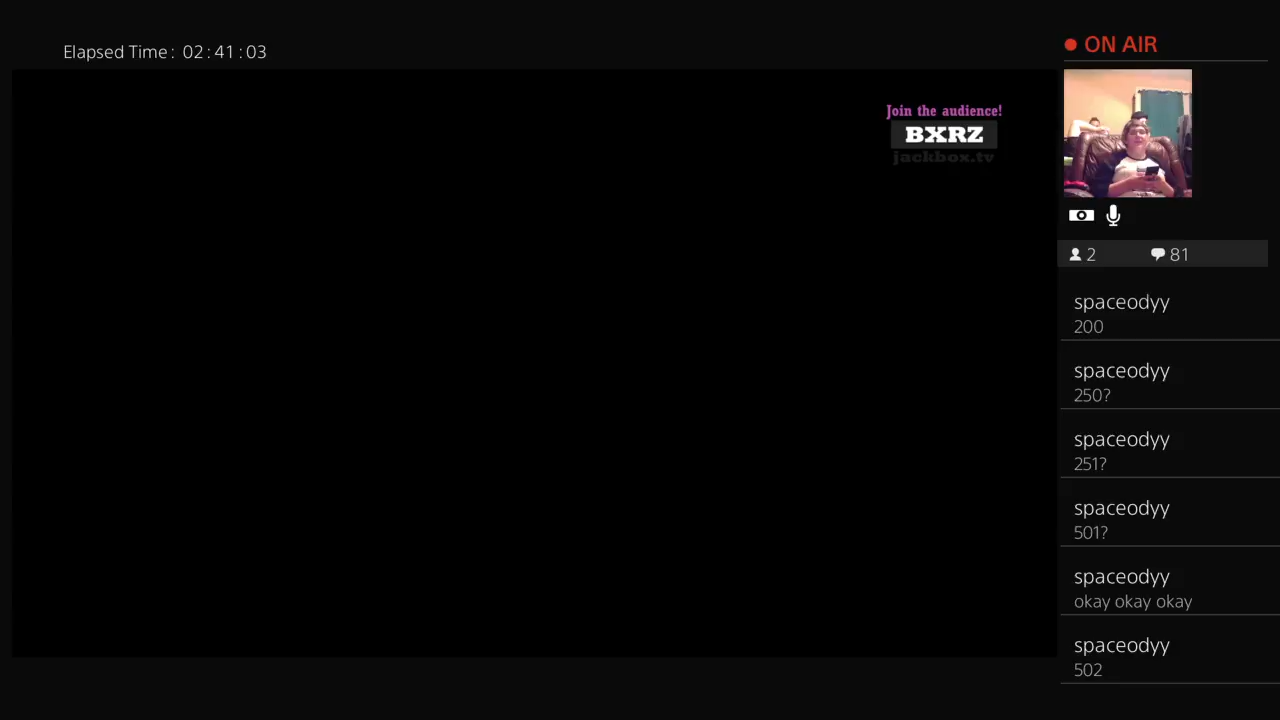 Elapsed Time: 02:41:03
ON AIR
Join the audience!
BXRZ
jackbox.tv
2
81
spaceodyy
200
spaceodyy
250?
spaceodyy
251?
spaceodyy
501?
spaceodyy
okay okay okay
spaceodyy
502